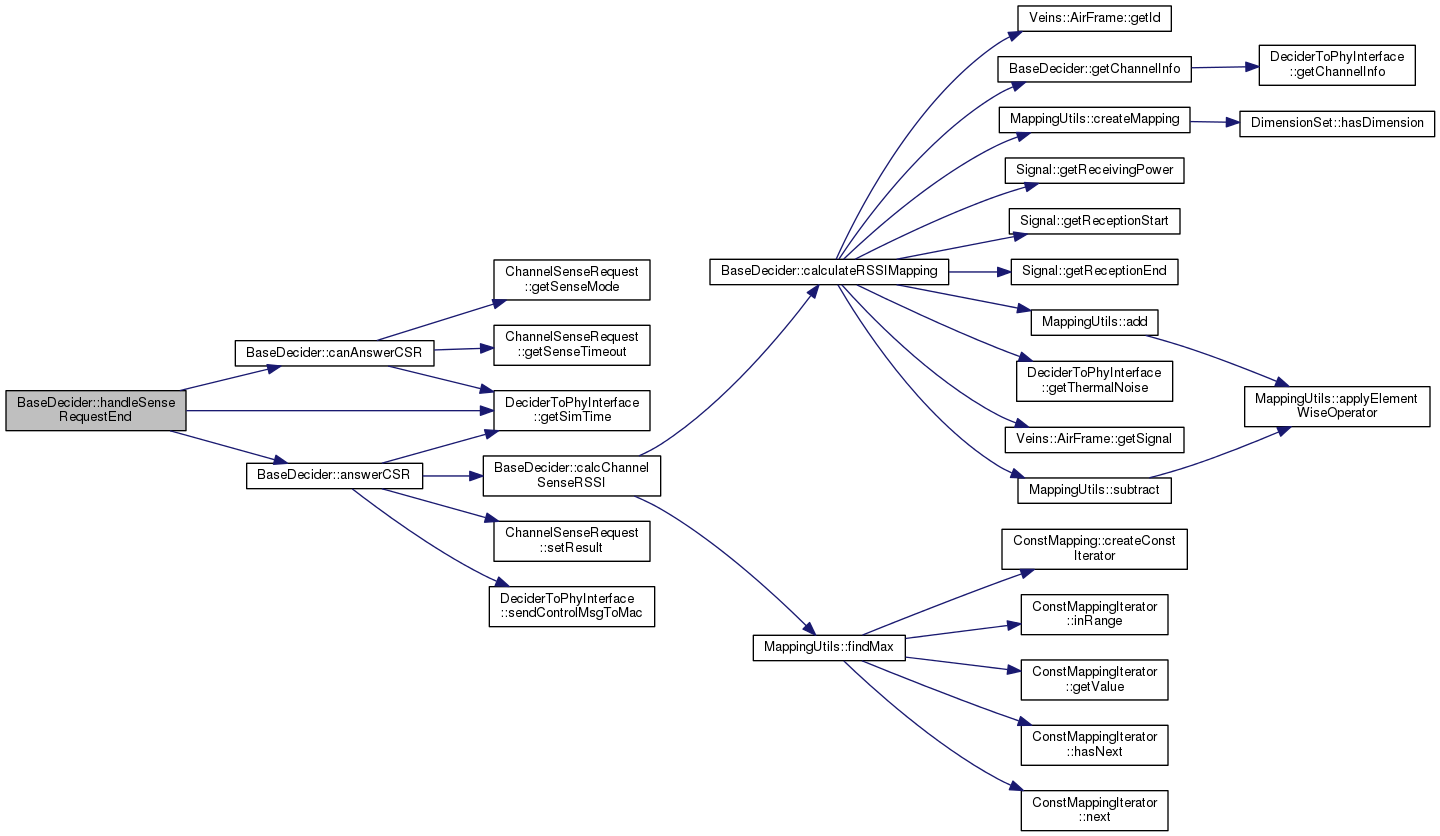 Veins::AirFrame::getId
BaseDecider::getChannelInfo
DeciderToPhyInterface
::getChannelInfo
MappingUtils::createMapping
DimensionSet::hasDimension
Signal::getReceivingPower
Signal::getReceptionStart
BaseDecider::calculateRSSIMapping
Signal::getReceptionEnd
ChannelSenseRequest
::getSenseMode
MappingUtils::add
ChannelSenseRequest
::getSenseTimeout
BaseDecider::canAnswerCSR
DeciderToPhyInterface
::getThermalNoise
BaseDecider::handleSense
RequestEnd
DeciderToPhyInterface
::getSimTime
MappingUtils::applyElement
WiseOperator
Veins::AirFrame::getSignal
BaseDecider::answerCSR
BaseDecider::calcChannel
SenseRSSI
MappingUtils::subtract
ChannelSenseRequest
::setResult
ConstMapping::createConst
Iterator
DeciderToPhyInterface
::sendControlMsgToMac
ConstMappingIterator
::inRange
MappingUtils::findMax
ConstMappingIterator
::getValue
ConstMappingIterator
::hasNext
ConstMappingIterator
::next